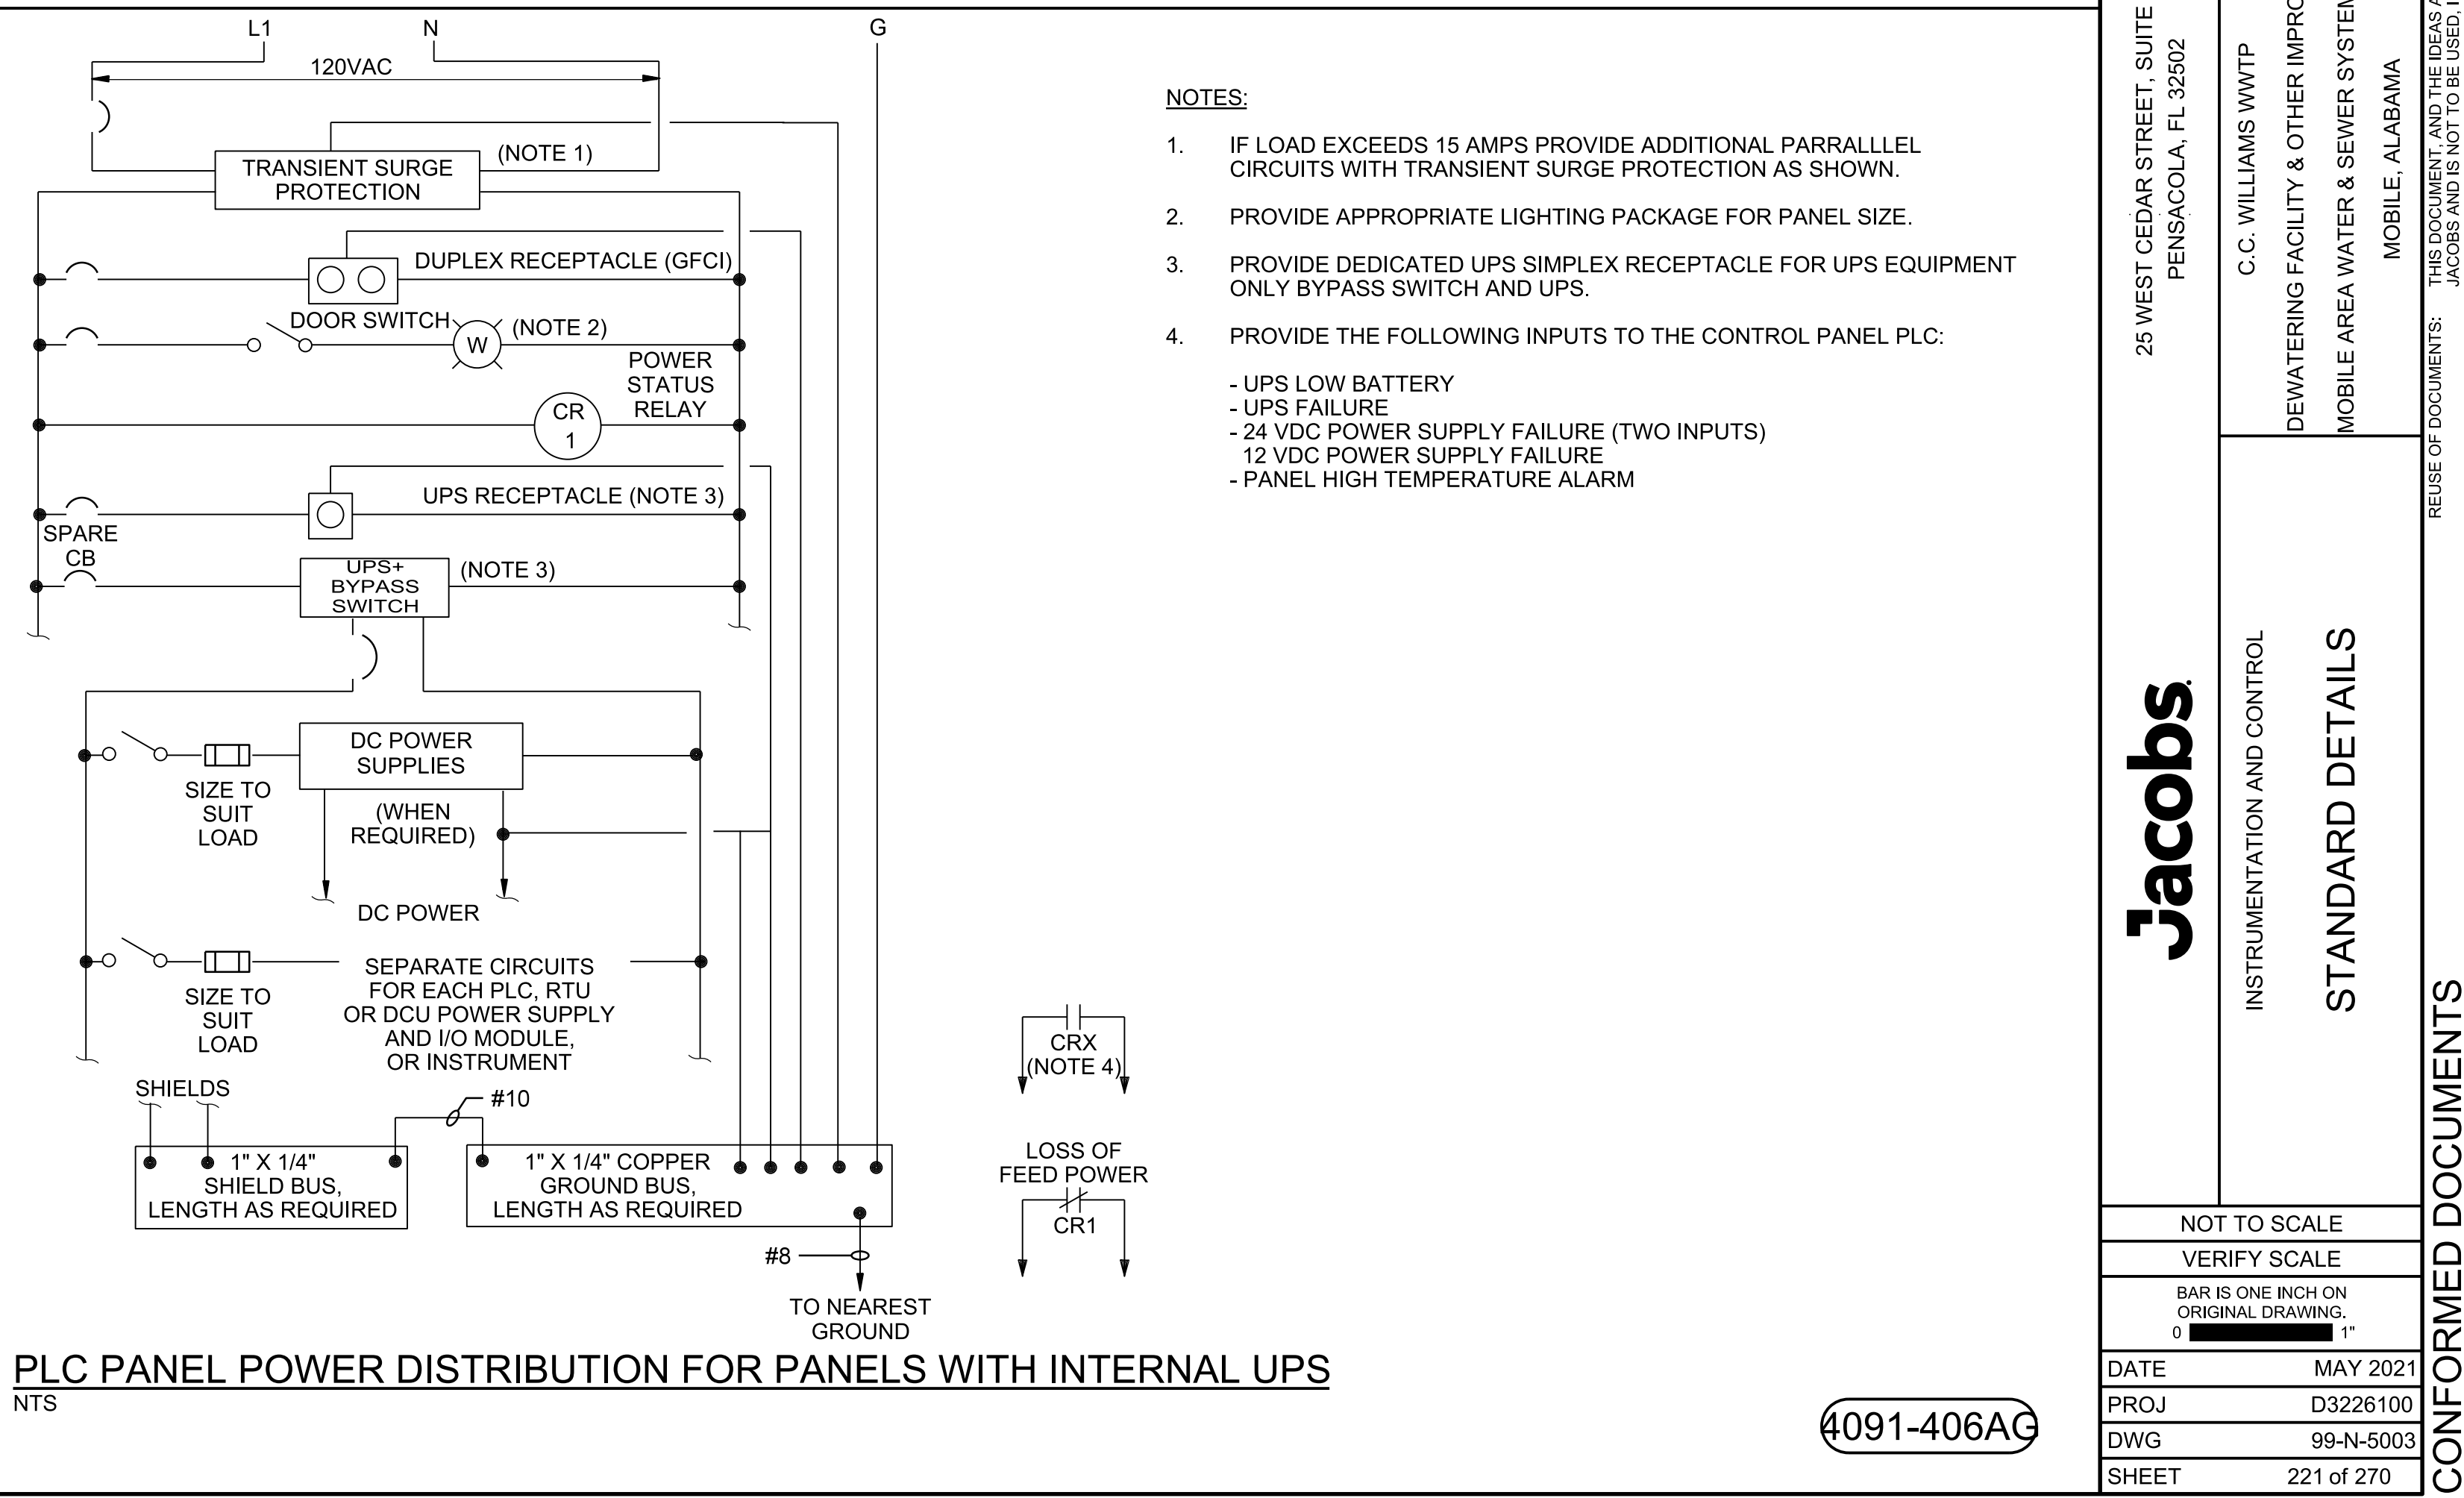 L1
N
G
120VAC
TRANSIENT SURGE
PROTECTION
(NOTE 1)
DUPLEX RECEPTACLE (GFCI)
DOOR SWITCH
W
(NOTE 2)
POWER
STATUS
RELAY
CR
1
UPS RECEPTACLE (NOTE 3)
SPARE
CB
UPS+
BYPASS
SWITCH
(NOTE 3)
DC POWER
SUPPLIES
SIZE TO
SUIT
LOAD
(WHEN
REQUIRED)
DC POWER
SIZE TO
SUIT
LOAD
SEPARATE CIRCUITS
FOR EACH PLC, RTU
OR DCU POWER SUPPLY
AND I/O MODULE,
OR INSTRUMENT
SHIELDS
#10
1" X 1/4"
SHIELD BUS,
LENGTH AS REQUIRED
1" X 1/4" COPPER
GROUND BUS,
LENGTH AS REQUIRED
#8
TO NEAREST
GROUND
CRX
(NOTE 4)
LOSS OF
FEED POWER
CR1
NOTES:
1. IF LOAD EXCEEDS 15 AMPS PROVIDE ADDITIONAL PARRALLLEL
CIRCUITS WITH TRANSIENT SURGE PROTECTION AS SHOWN.
2. PROVIDE APPROPRIATE LIGHTING PACKAGE FOR PANEL SIZE.
3. PROVIDE DEDICATED UPS SIMPLEX RECEPTACLE FOR UPS EQUIPMENT
ONLY BYPASS SWITCH AND UPS.
4. PROVIDE THE FOLLOWING INPUTS TO THE CONTROL PANEL PLC:
- UPS LOW BATTERY
- UPS FAILURE
- 24 VDC POWER SUPPLY FAILURE (TWO INPUTS)
12 VDC POWER SUPPLY FAILURE
- PANEL HIGH TEMPERATURE ALARM
PLC PANEL POWER DISTRIBUTION FOR PANELS WITH INTERNAL UPS
NTS
4091-406AG
25 WEST CEDAR STREET, SUITE
PENSACOLA, FL 32502
Jacobs.
C.C. WILLIAMS WWTP
DEWATERING FACILITY & OTHER IMPRO
MOBILE AREA WATER & SEWER SYSTEM
MOBILE, ALABAMA
INSTRUMENTATION AND CONTROL
STANDARD DETAILS
NOT TO SCALE
VERIFY SCALE
BAR IS ONE INCH ON
ORIGINAL DRAWING.
0 1"
DATE MAY 2021
PROJ D3226100
DWG 99-N-5003
SHEET 221 of 270
REUSE OF DOCUMENTS: THIS DOCUMENT, AND THE IDEAS
JACOBS AND IS NOT TO BE USED,
CONFORMED DOCUMENTS